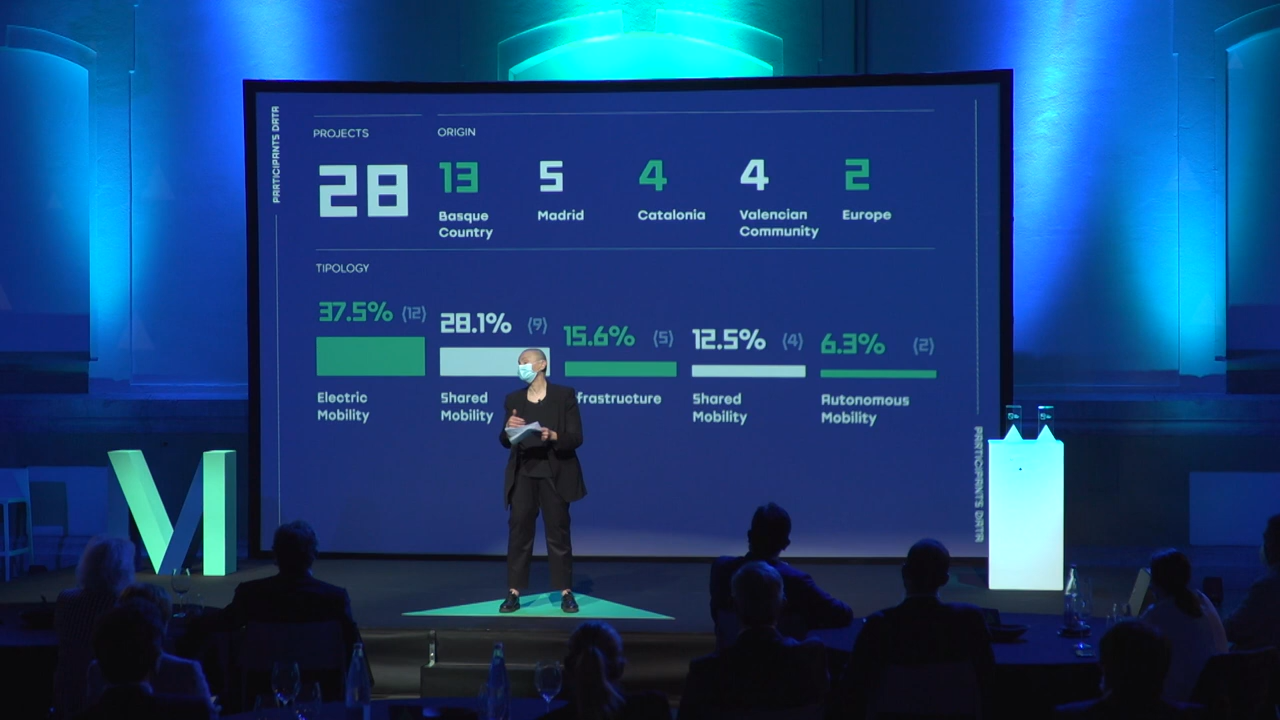 PARTICIPANTS DATA
PROJECTS
28
ORIGIN
13
Basque
Country
5
Madrid
4
Catalonia
4
Valencian
Community
2
Europe
TIPOLOGY
37.5% (12)
Electric
Mobility
28.1% (9)
Shared
Mobility
15.6% (5)
frastructure
12.5% (4)
Shared
Mobility
6.3% (2)
Autonomous
Mobility
PARTICIPANTS DATA